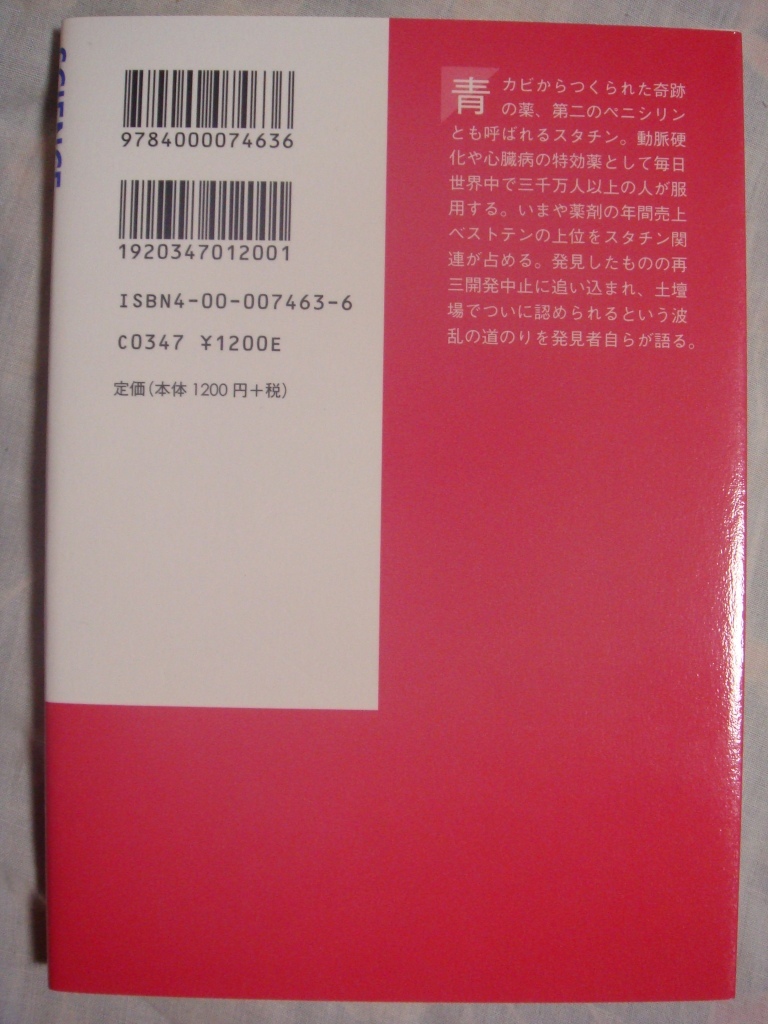 SCIENCE
9784000074636
1920347012001
ISBN4-00-007463-6
C0347 ¥1200E
定価(本体1200円+税)
青カビからつくられた奇跡
の薬、第二のペニシリン
とも呼ばれるスタチン。動脈硬
化や心臓病の特効薬として毎日
世界中で三千万人以上の人が服
用する。いまや薬剤の年間売上
ベストテンの上位をスタチン関
連が占める。発見したものの再
三開発中止に追い込まれ、土壇
場でついに認められるという波
乱の道のりを発見者自らが語る。